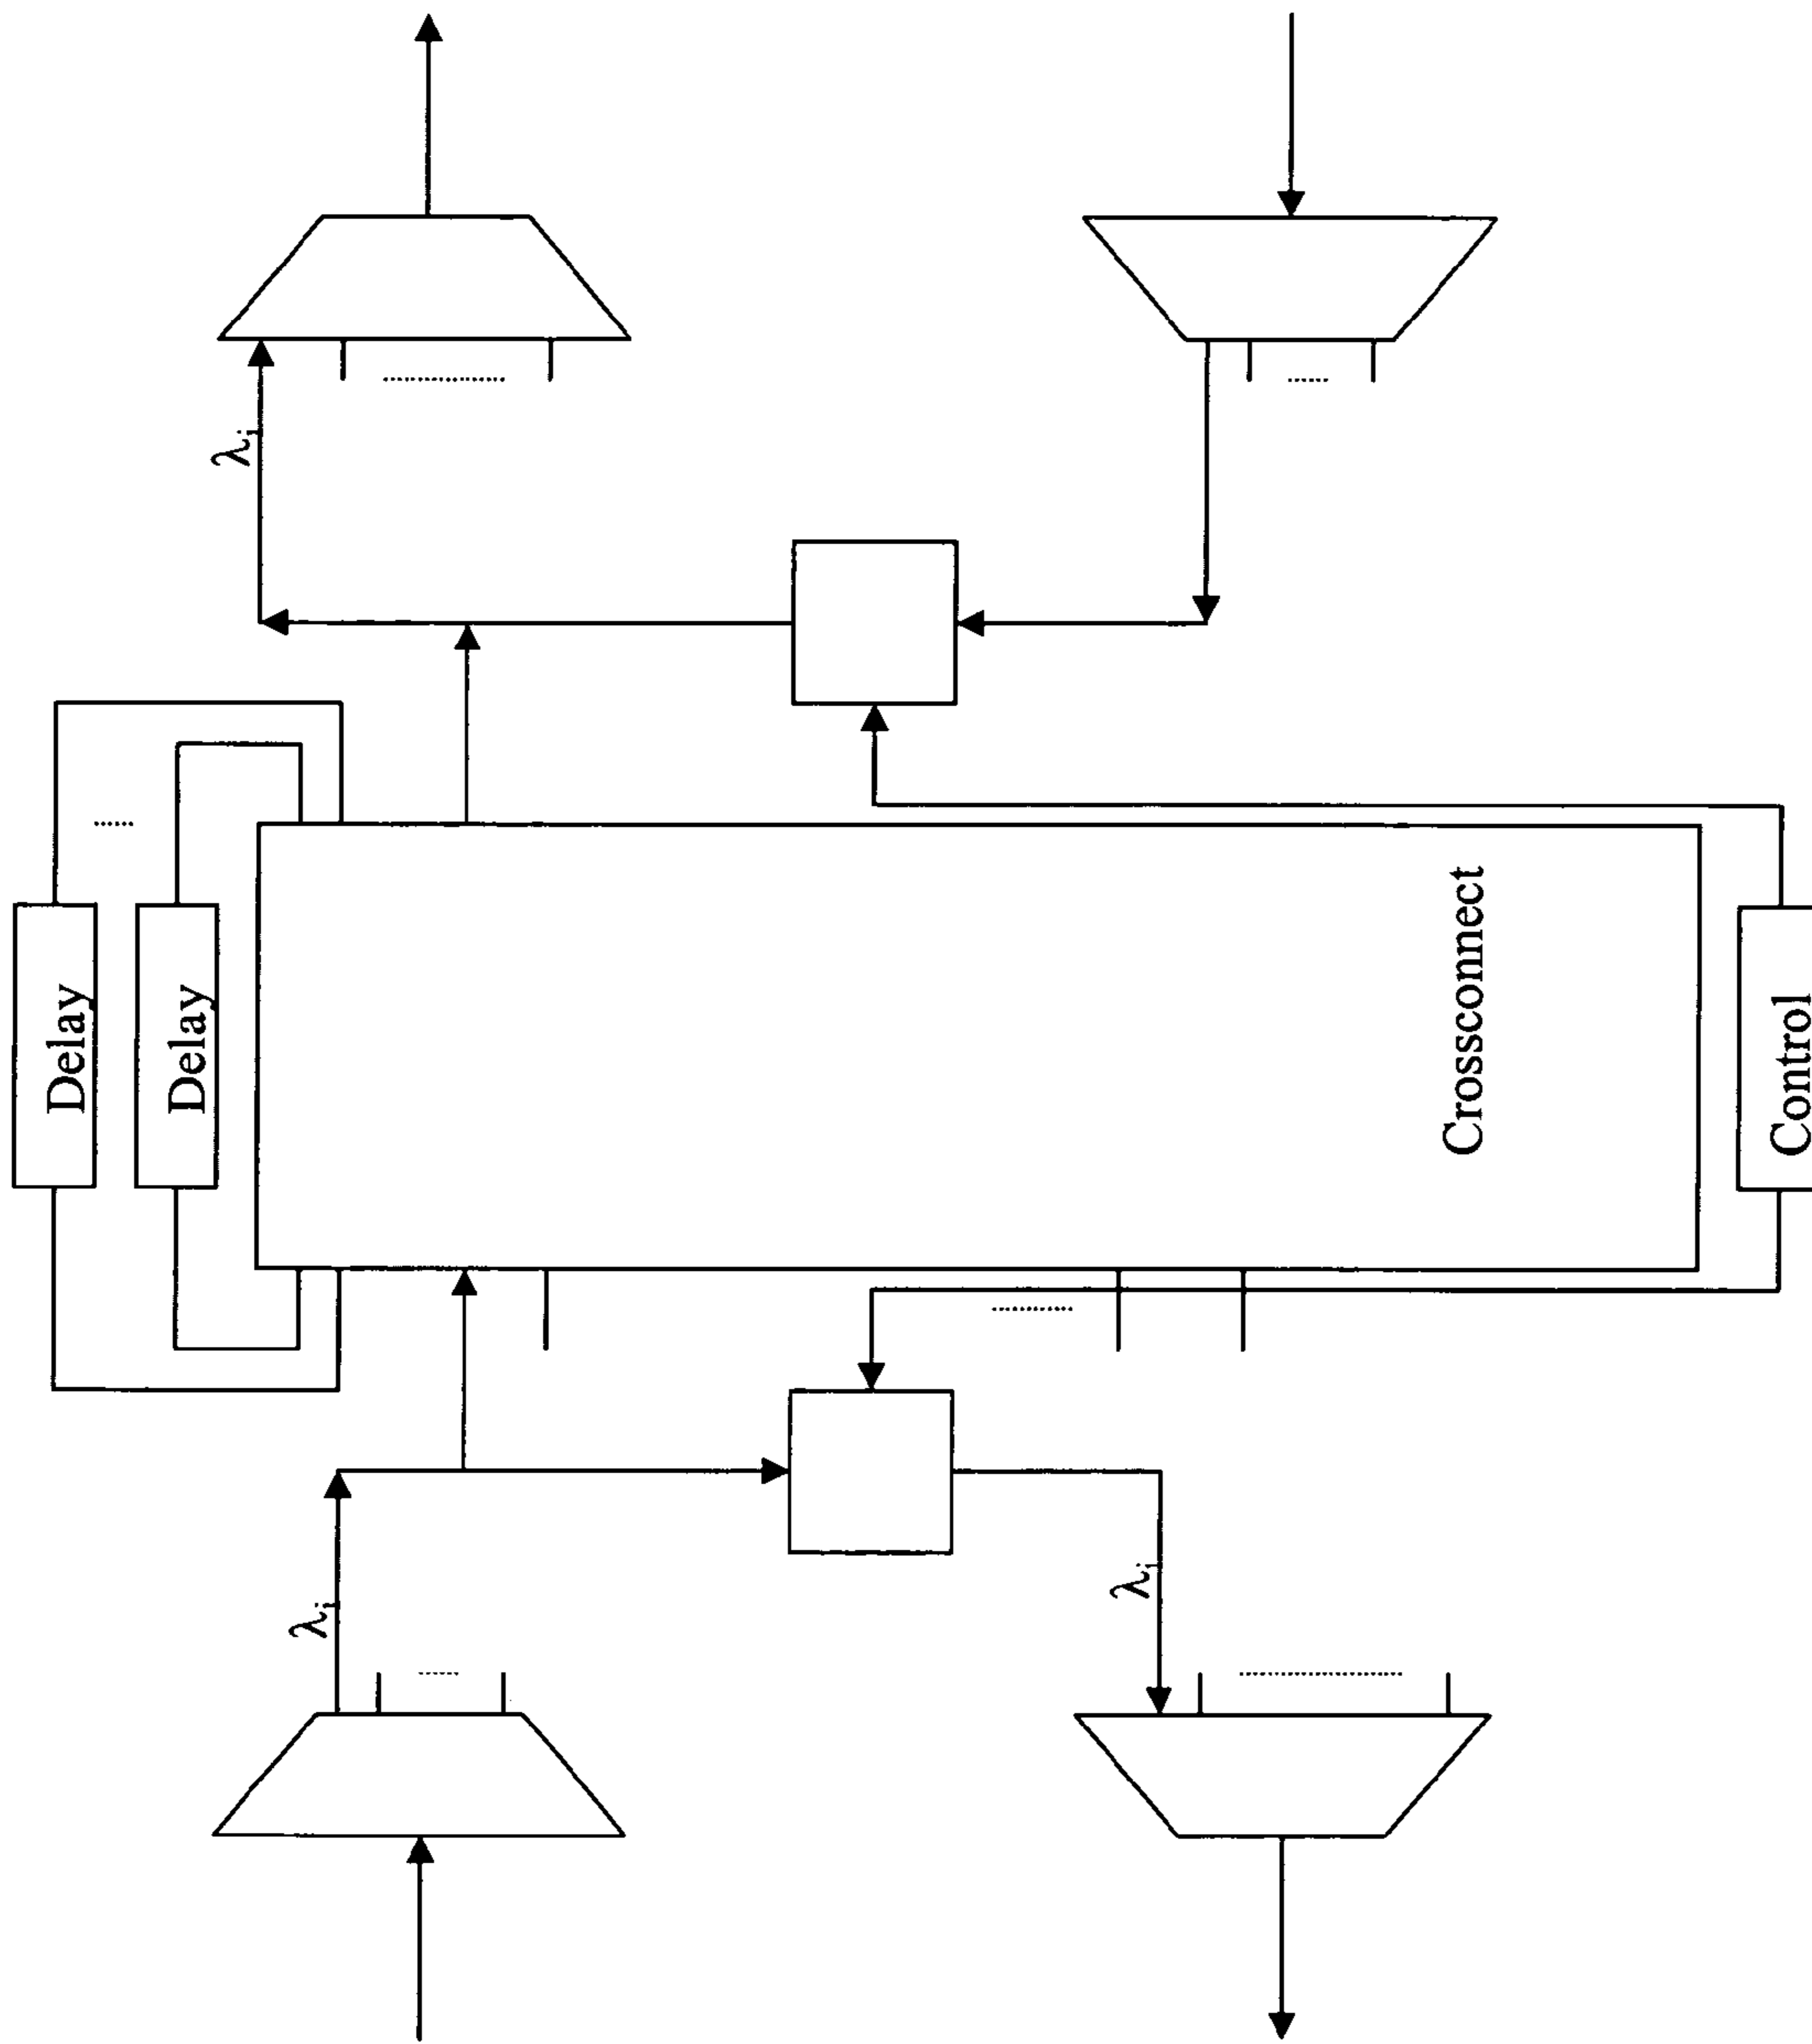 Delay
Delay
λi
λi
λi
Crossconnect
Control